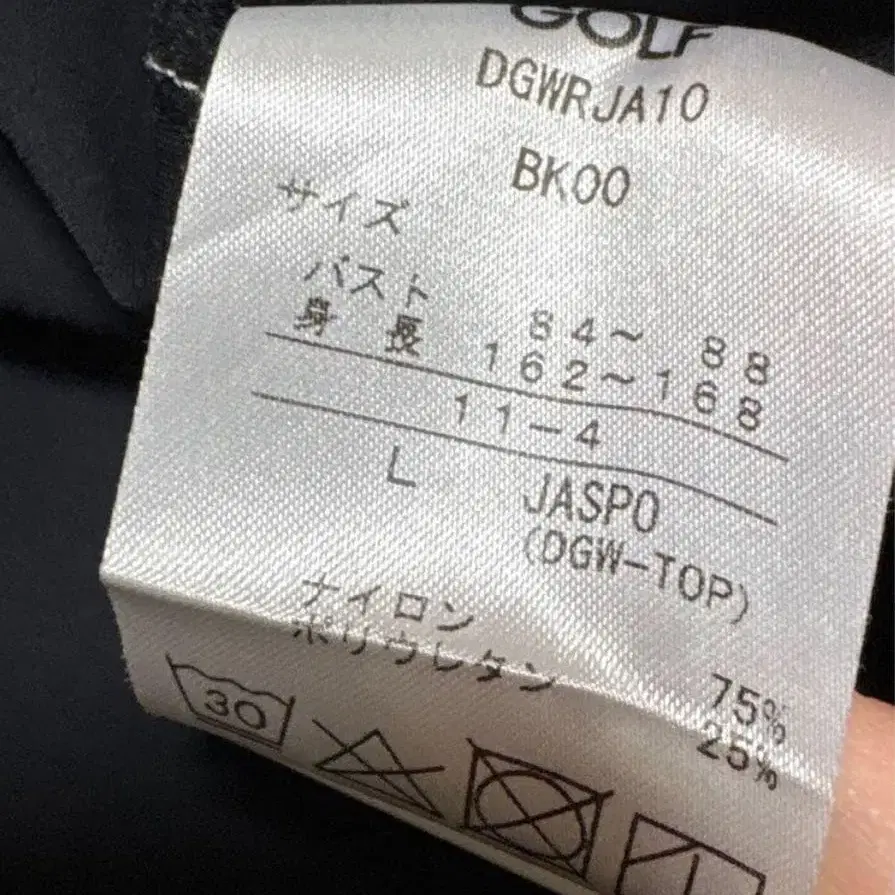 GOLF
DGWRJA10
BK00
サイズ
バスト 84~ 88
身 長 162~168
11-4
L JASPO
(DGW-TOP)
ナイロン 75%
ポリウレタン 25%
30